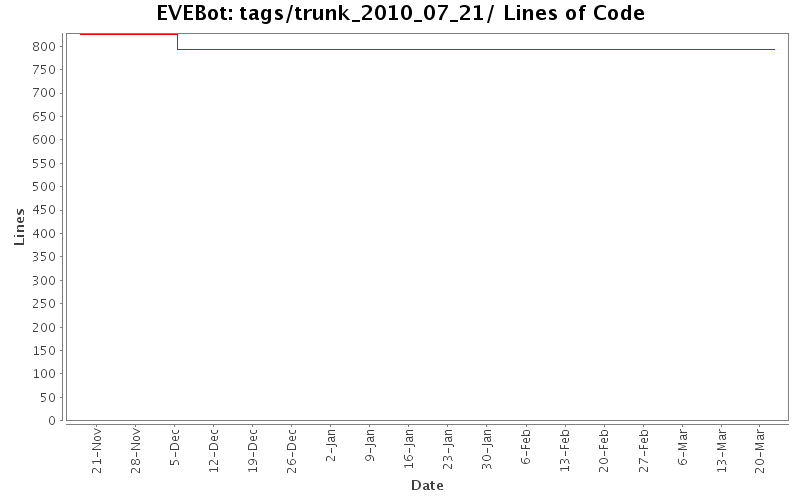 EVEBot: tags/trunk_2010_07_21/ Lines of Code
800
750
700
650
600
550
500
450
400
350
300
250
200
150
100
50
0
Lines
21-Nov
28-Nov
5-Dec
12-Dec
19-Dec
26-Dec
2-Jan
9-Jan
16-Jan
23-Jan
30-Jan
6-Feb
13-Feb
20-Feb
27-Feb
6-Mar
13-Mar
20-Mar
Date